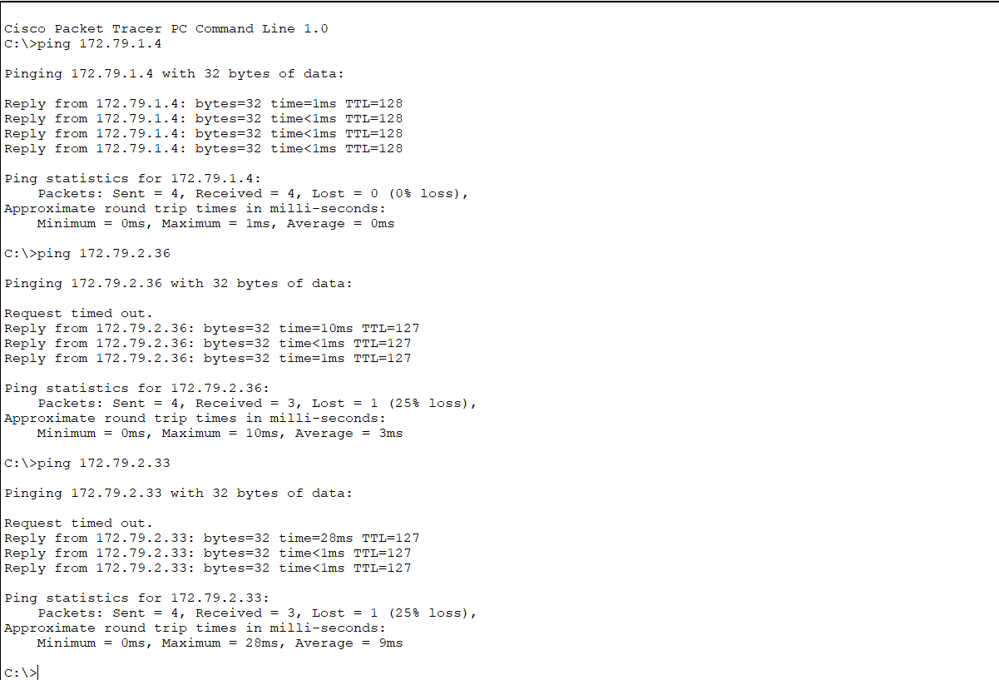 Cisco Packet Tracer PC Command Line 1.0
C:\>ping 172.79.1.4
Pinging 172.79.1.4 with 32 bytes of data:
Reply from 172.79.1.4: bytes=32 time=1ms TTL=128
Reply from 172.79.1.4: bytes=32 time<1ms TTL=128
Reply from 172.79.1.4: bytes=32 time<1ms TTL=128
Reply from 172.79.1.4: bytes=32 time<1ms TTL=128
Ping statistics for 172.79.1.4:
    Packets: Sent = 4, Received = 4, Lost = 0 (0% loss),
Approximate round trip times in milli-seconds:
    Minimum = 0ms, Maximum = 1ms, Average = 0ms
C:\>ping 172.79.2.36
Pinging 172.79.2.36 with 32 bytes of data:
Request timed out.
Reply from 172.79.2.36: bytes=32 time=10ms TTL=127
Reply from 172.79.2.36: bytes=32 time<1ms TTL=127
Reply from 172.79.2.36: bytes=32 time=1ms TTL=127
Ping statistics for 172.79.2.36:
    Packets: Sent = 4, Received = 3, Lost = 1 (25% loss),
Approximate round trip times in milli-seconds:
    Minimum = 0ms, Maximum = 10ms, Average = 3ms
C:\>ping 172.79.2.33
Pinging 172.79.2.33 with 32 bytes of data:
Request timed out.
Reply from 172.79.2.33: bytes=32 time=28ms TTL=127
Reply from 172.79.2.33: bytes=32 time<1ms TTL=127
Reply from 172.79.2.33: bytes=32 time<1ms TTL=127
Ping statistics for 172.79.2.33:
    Packets: Sent = 4, Received = 3, Lost = 1 (25% loss),
Approximate round trip times in milli-seconds:
    Minimum = 0ms, Maximum = 28ms, Average = 9ms
C:\>